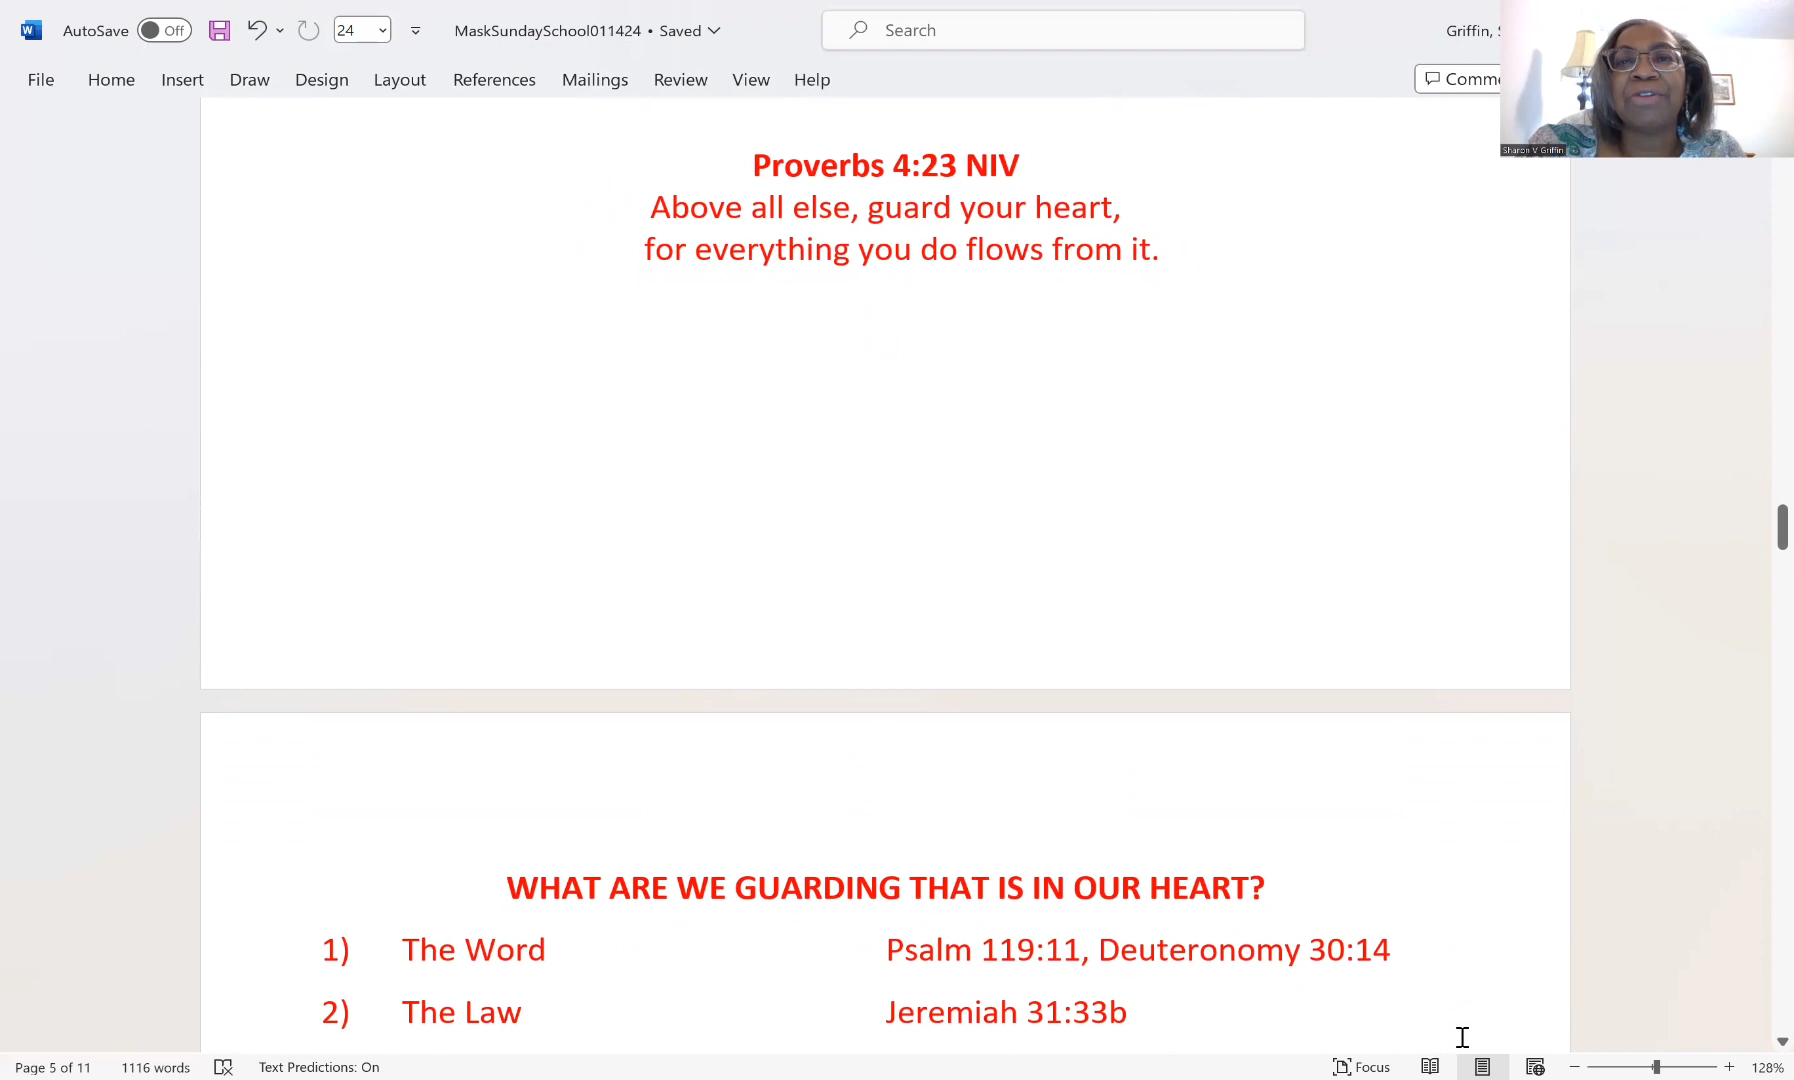 AutoSave Off 24 MaskSundaySchool011424 • Saved Search Griffin, S
File Home Insert Draw Design Layout References Mailings Review View Help Comme
Sharon V Griffin
Proverbs 4:23 NIV
Above all else, guard your heart,
for everything you do flows from it.
WHAT ARE WE GUARDING THAT IS IN OUR HEART?
1) The Word Psalm 119:11, Deuteronomy 30:14
2) The Law Jeremiah 31:33b
Page 5 of 11 1116 words Text Predictions: On Focus 128%